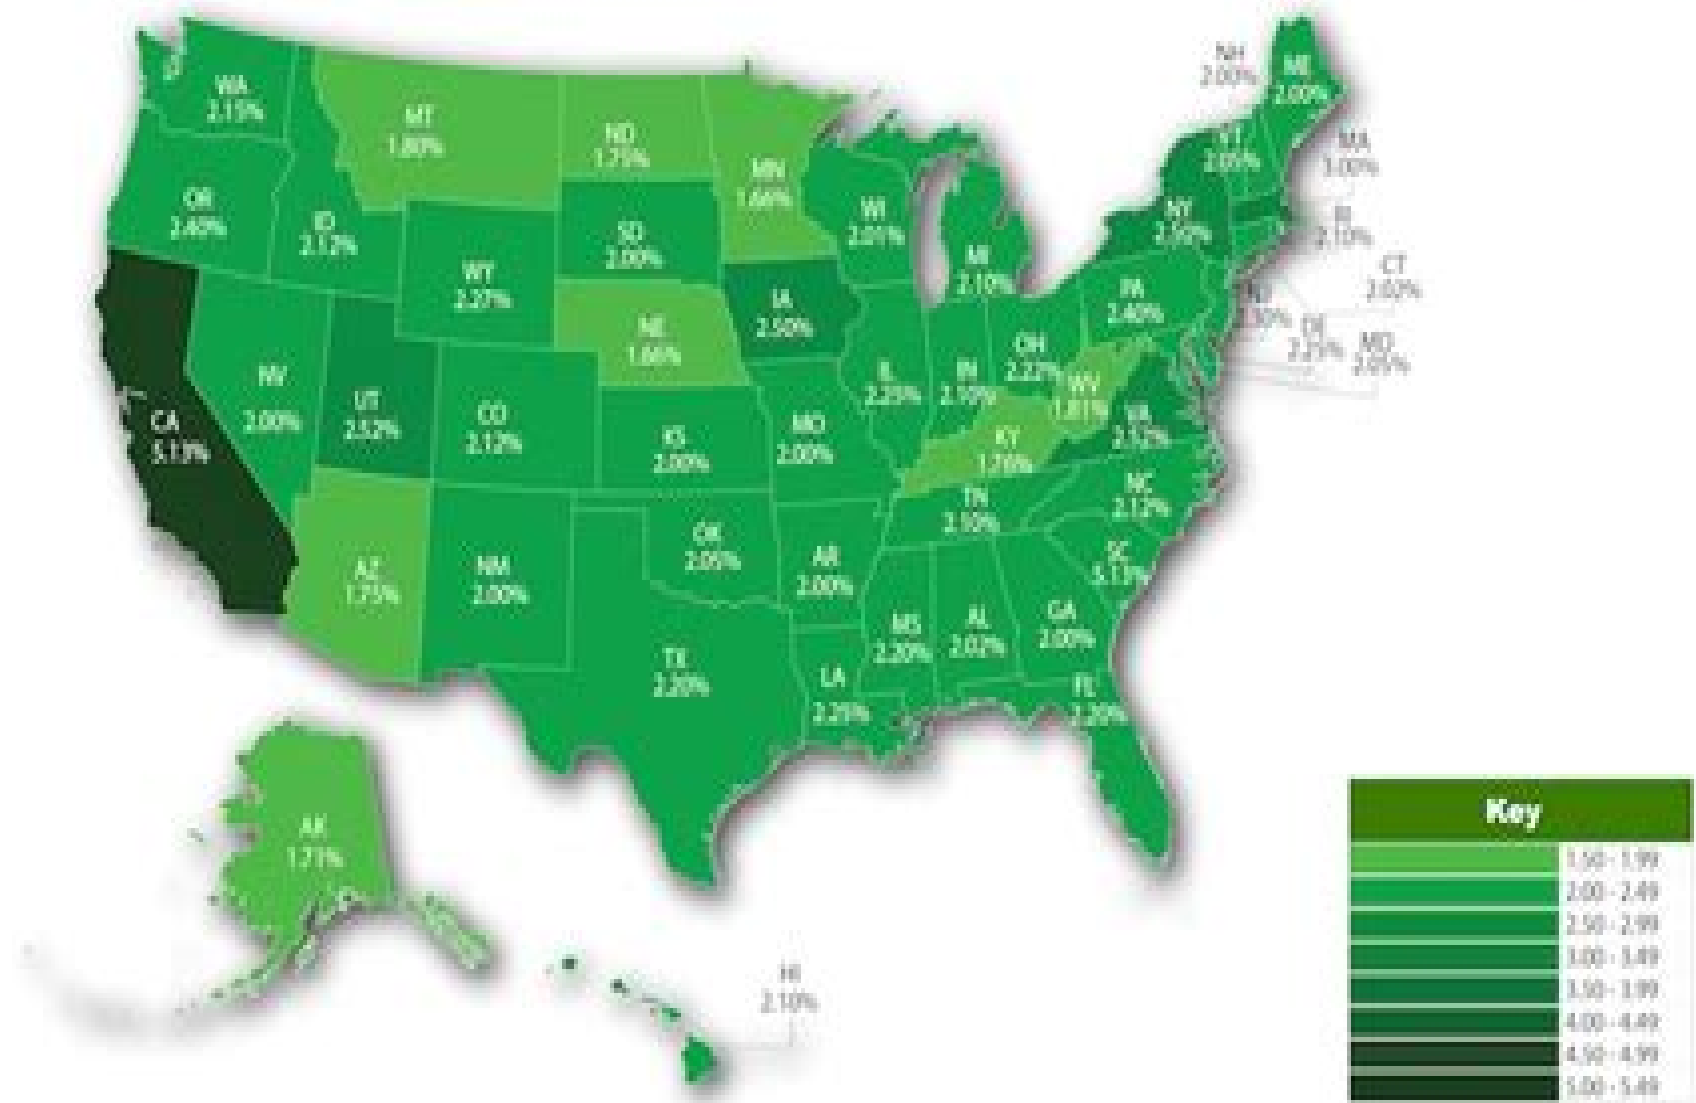 NH
2.00%
ME
2.00%
WA
2.15%
MT
1.80%
ND
1.75%
MN
1.66%
VT
2.05%
MA
3.00%
OR
2.40%
ID
2.12%
SD
2.00%
WI
2.01%
NY
2.50%
RI
2.10%
WY
2.27%
MI
2.10%
CT
2.02%
IA
2.50%
PA
2.40%
NE
1.66%
OH
2.22%
DE
2.25%
MD
2.05%
NV
2.00%
UT
2.52%
CO
2.12%
IL
2.25%
IN
2.10%
WV
1.81%
CA
5.13%
KS
2.00%
MO
2.00%
KY
1.76%
VA
2.52%
TN
2.10%
NC
2.12%
OK
2.05%
AR
2.00%
SC
5.13%
AZ
1.75%
NM
2.00%
MS
2.20%
AL
2.02%
GA
2.00%
TX
2.20%
LA
2.25%
FL
2.20%
AK
1.71%
HI
2.10%
Key
1.50 - 1.99
2.00 - 2.49
2.50 - 2.99
3.00 - 3.49
3.50 - 3.99
4.00 - 4.49
4.50 - 4.99
5.00 - 5.49